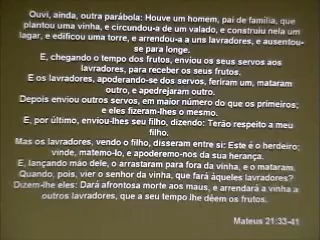 Ouvi, ainda, outra parábola: Houve um homem, pai de família, que
plantou uma vinha, e circundou-a de um valado, e construiu nela um
lagar, e edificou uma torre, e arrendou-a a uns lavradores, e ausentou-
se para longe.
E, chegando o tempo dos frutos, enviou os seus servos aos
lavradores, para receber os seus frutos.
E os lavradores, apoderando-se dos servos, feriram um, mataram
outro, e apedrejaram outro.
Depois enviou outros servos, em maior número do que os primeiros;
e eles fizeram-lhes o mesmo.
E, por último, enviou-lhes seu filho, dizendo: Terão respeito a meu
filho.
Mas os lavradores, vendo o filho, disseram entre si: Este é o herdeiro;
vinde, matemo-lo, e apoderemo-nos da sua herança.
E, lançando mão dele, o arrastaram para fora da vinha, e o mataram.
Quando, pois, vier o senhor da vinha, que fará àqueles lavradores?
Dizem-lhe eles: Dará afrontosa morte aos maus, e arrendará a vinha a
outros lavradores, que a seu tempo lhe dêem os frutos.
Mateus 21:33-41